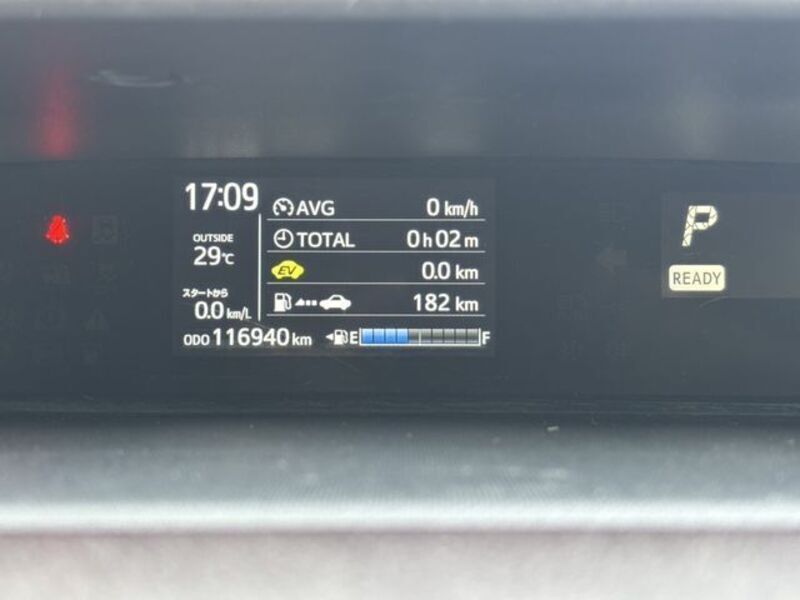 17:09
OUTSIDE
29℃
スタートから
0.0 km/L
AVG 0 km/h
TOTAL 0h02m
EV 0.0 km
182 km
ODO 116940 km
E F
P
READY